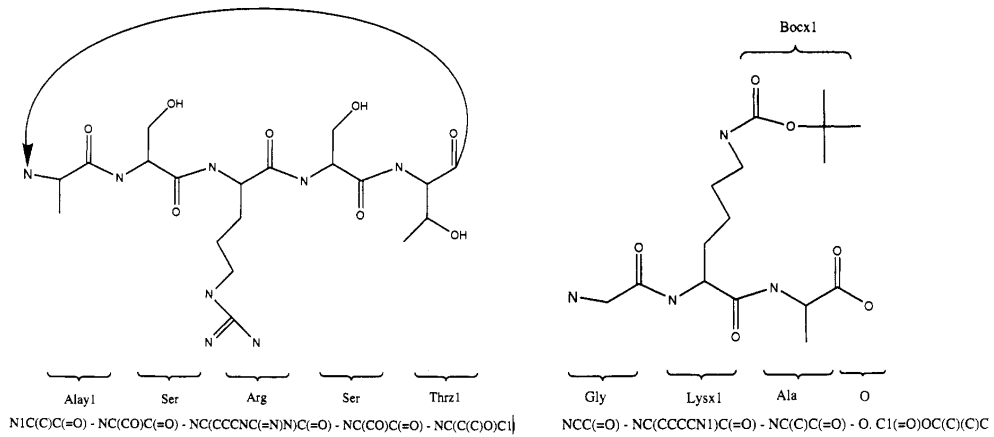 Bocx1
O
O
N
OH
OH
O
O
O
N
N
N
N
N
O
O
OH
N
N
N
O
O
N
N
N
O
O
Alay1 Ser Arg Ser Thrz1
N1C(C)C(=O) - NC(CO)C(=O) - NC(CCCNC(=N)N)C(=O) - NC(CO)C(=O) - NC(C(C)O)C1
Gly Lysx1 Ala O
NCC(=O) - NC(CCCCN1)C(=O) - NC(C)C(=O) - O. C1(=O)OC(C)(C)C